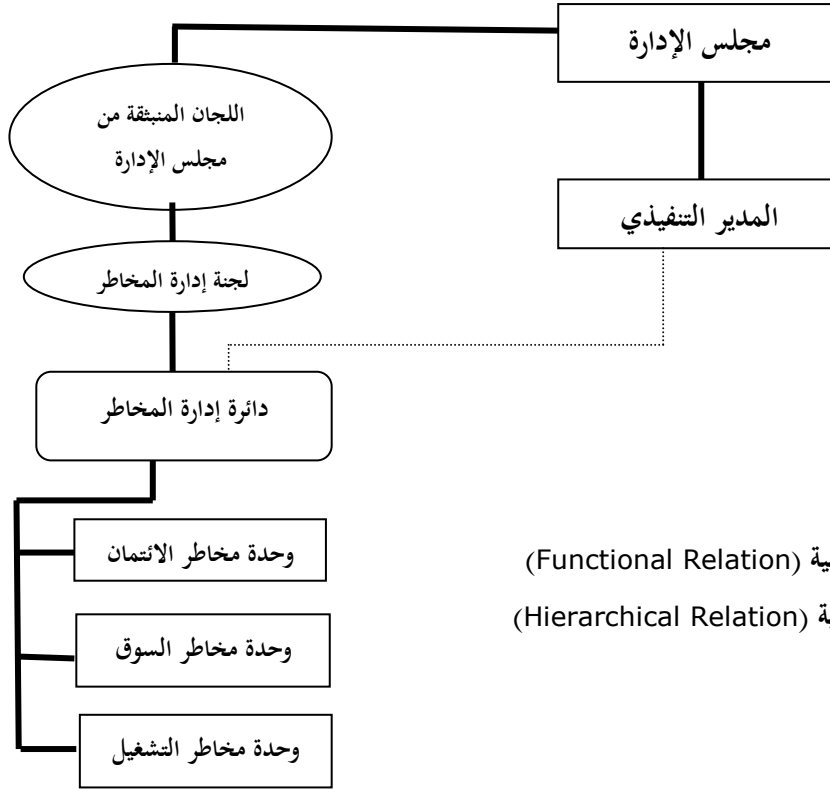 مجلس الإدارة
اللجان المنبثقة من
مجلس الإدارة
المدير التنفيذي
لجنة إدارة المخاطر
دائرة إدارة المخاطر
وحدة مخاطر الائتمان
وحدة مخاطر السوق
وحدة مخاطر التشغيل
(Functional Relation)
(Hierarchical Relation)